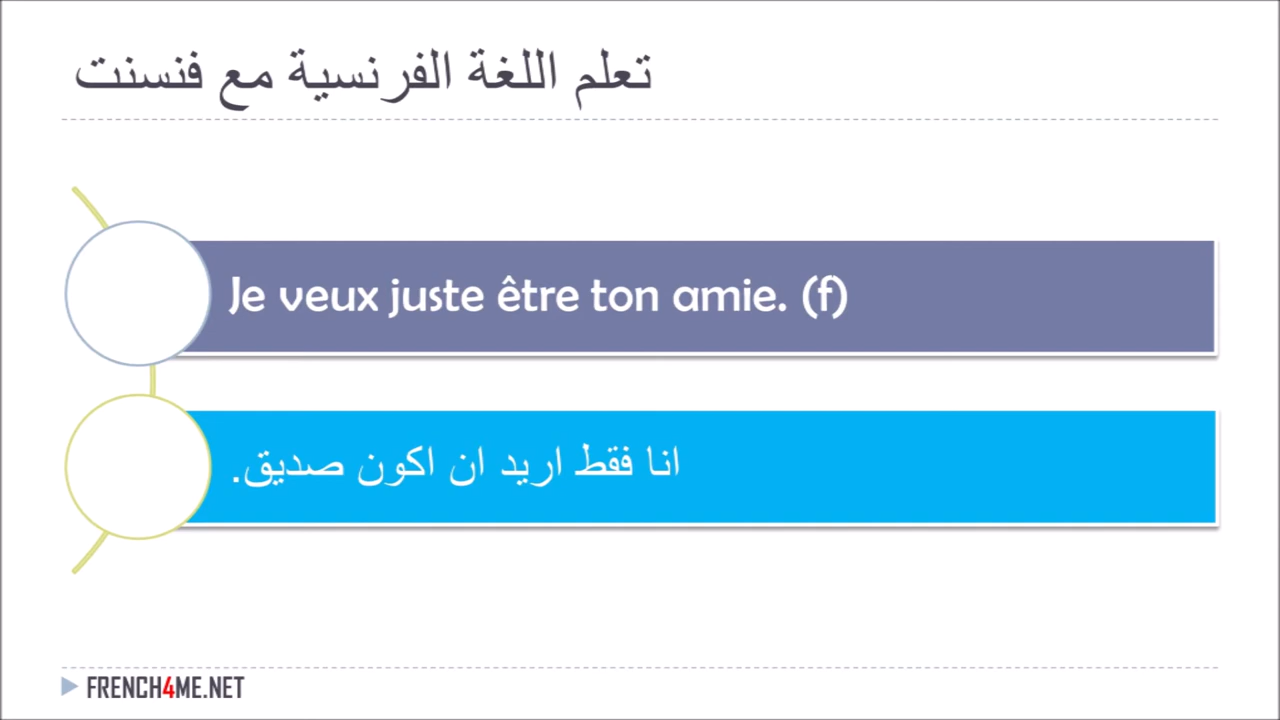 تعلم اللغة الفرنسية مع فنسنت
Je veux juste être ton amie. (f)
انا فقط اريد ان اكون صديق.
FRENCH4ME.NET